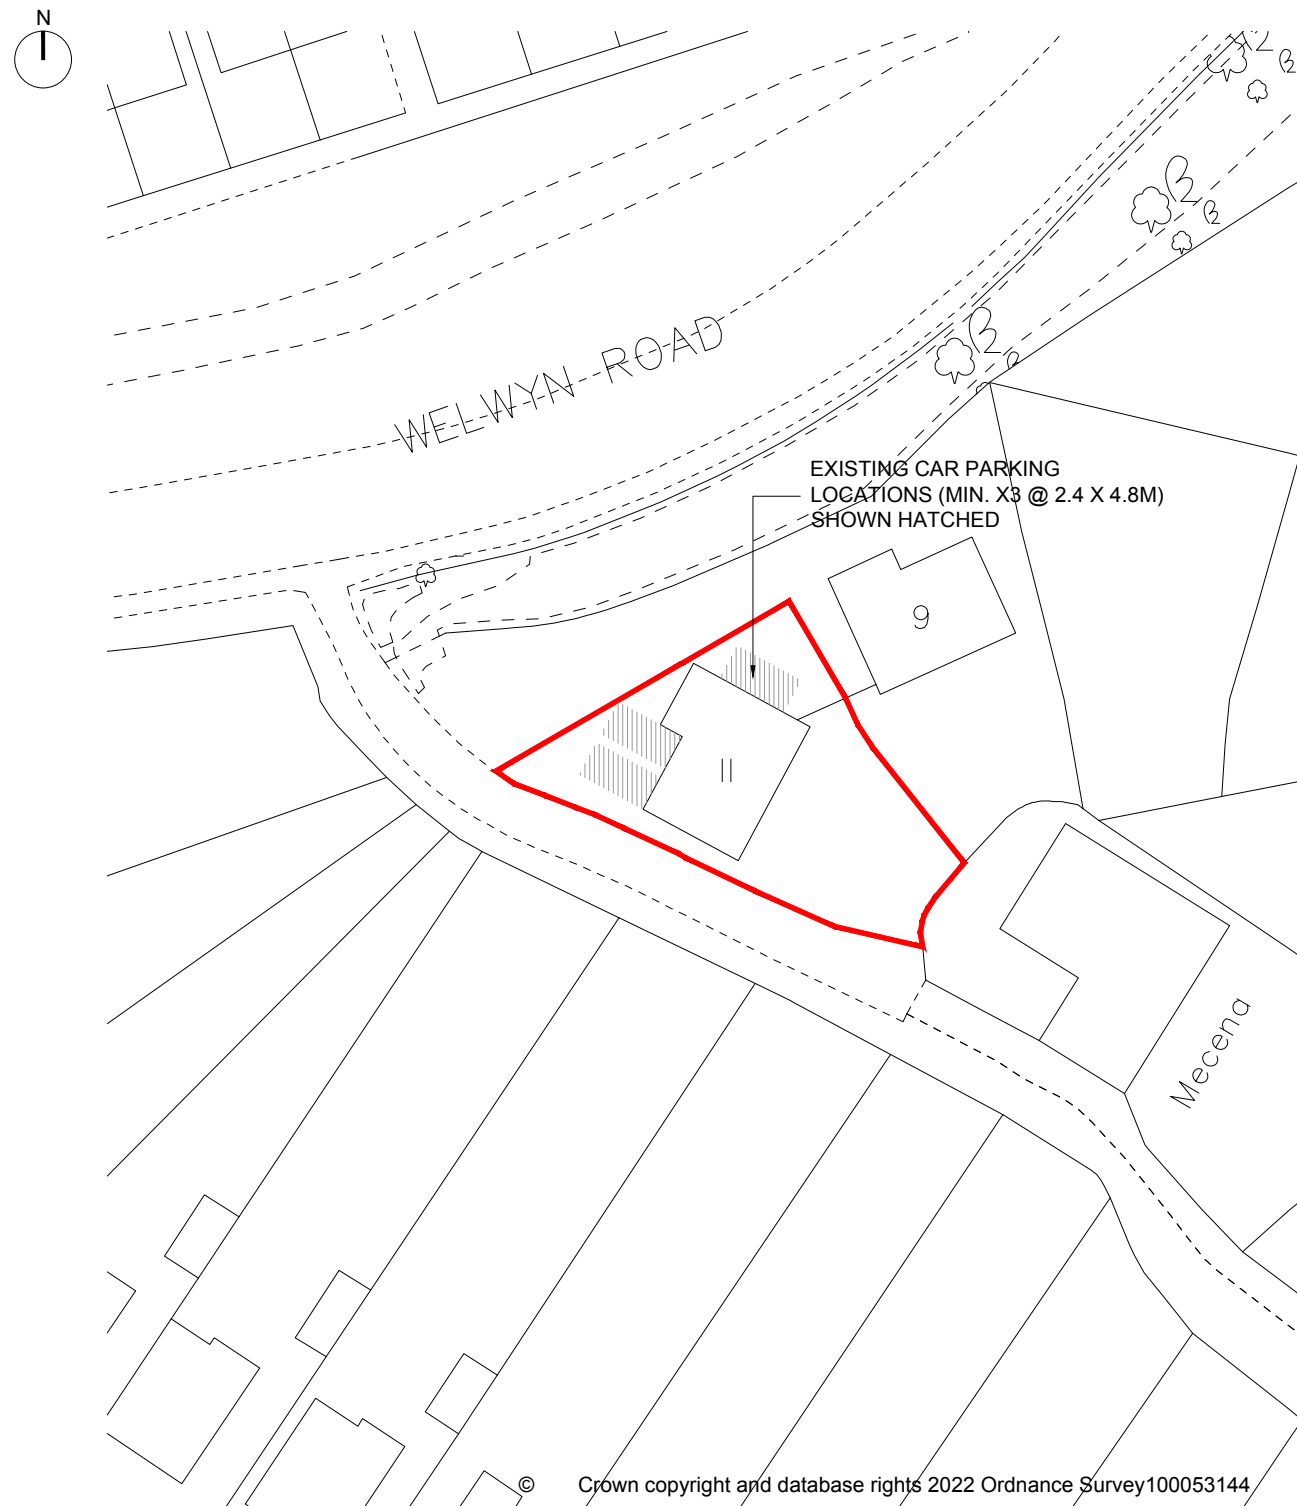 N
WELWYN ROAD
EXISTING CAR PARKING
LOCATIONS (MIN. X3 @ 2.4 X 4.8M)
SHOWN HATCHED
9
11
Mecena
© Crown copyright and database rights 2022 Ordnance Survey100053144